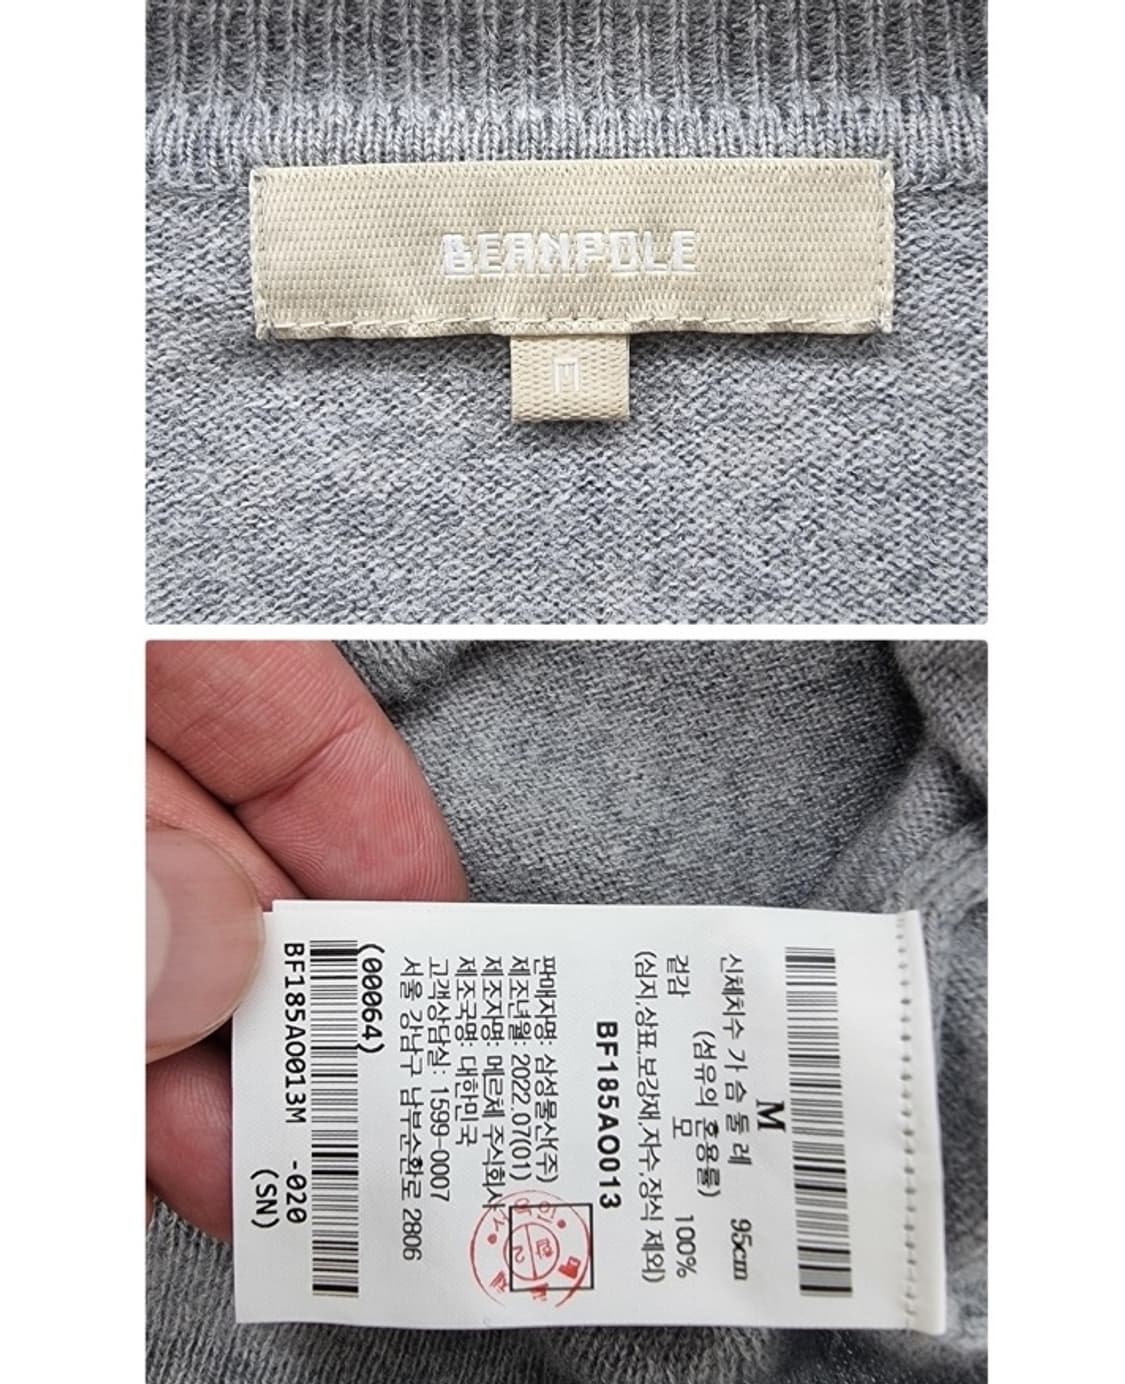 BEANPOLE
M
M
신체치수 가 슴 둘 레 95cm
(섬유의 혼용률)
겉감 모 100%
(심지,상표,보강재,자수,장식 제외)
BF185AO013
판매자명: 삼성물산(주)
제조년월: 2022.07(01)
제조자명: 메르체 주식회사
제조국명: 대한민국
고객상담실: 1599-0007
서울 강남구 남부순환로 2806
(00064)
BF185AO013M -020
(SN)